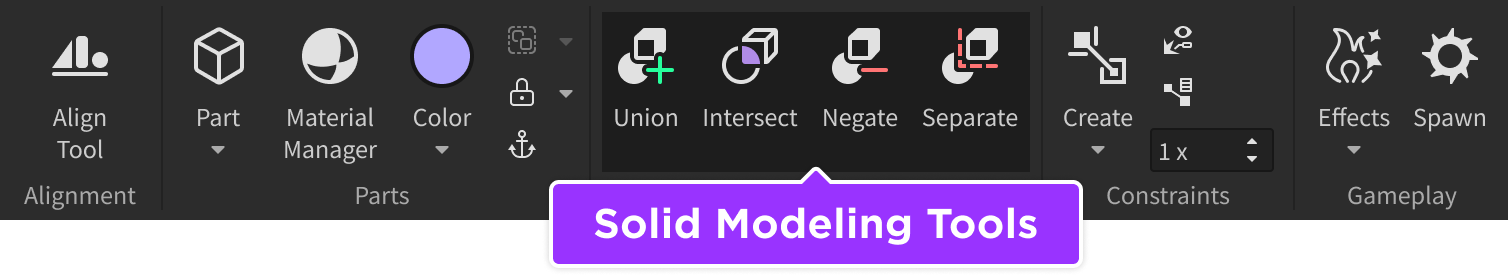 Align
Tool
Alignment
Part
Material
Manager
Color
Parts
Union
Intersect
Negate
Separate
Solid Modeling Tools
Create
1 x
Constraints
Effects
Spawn
Gameplay